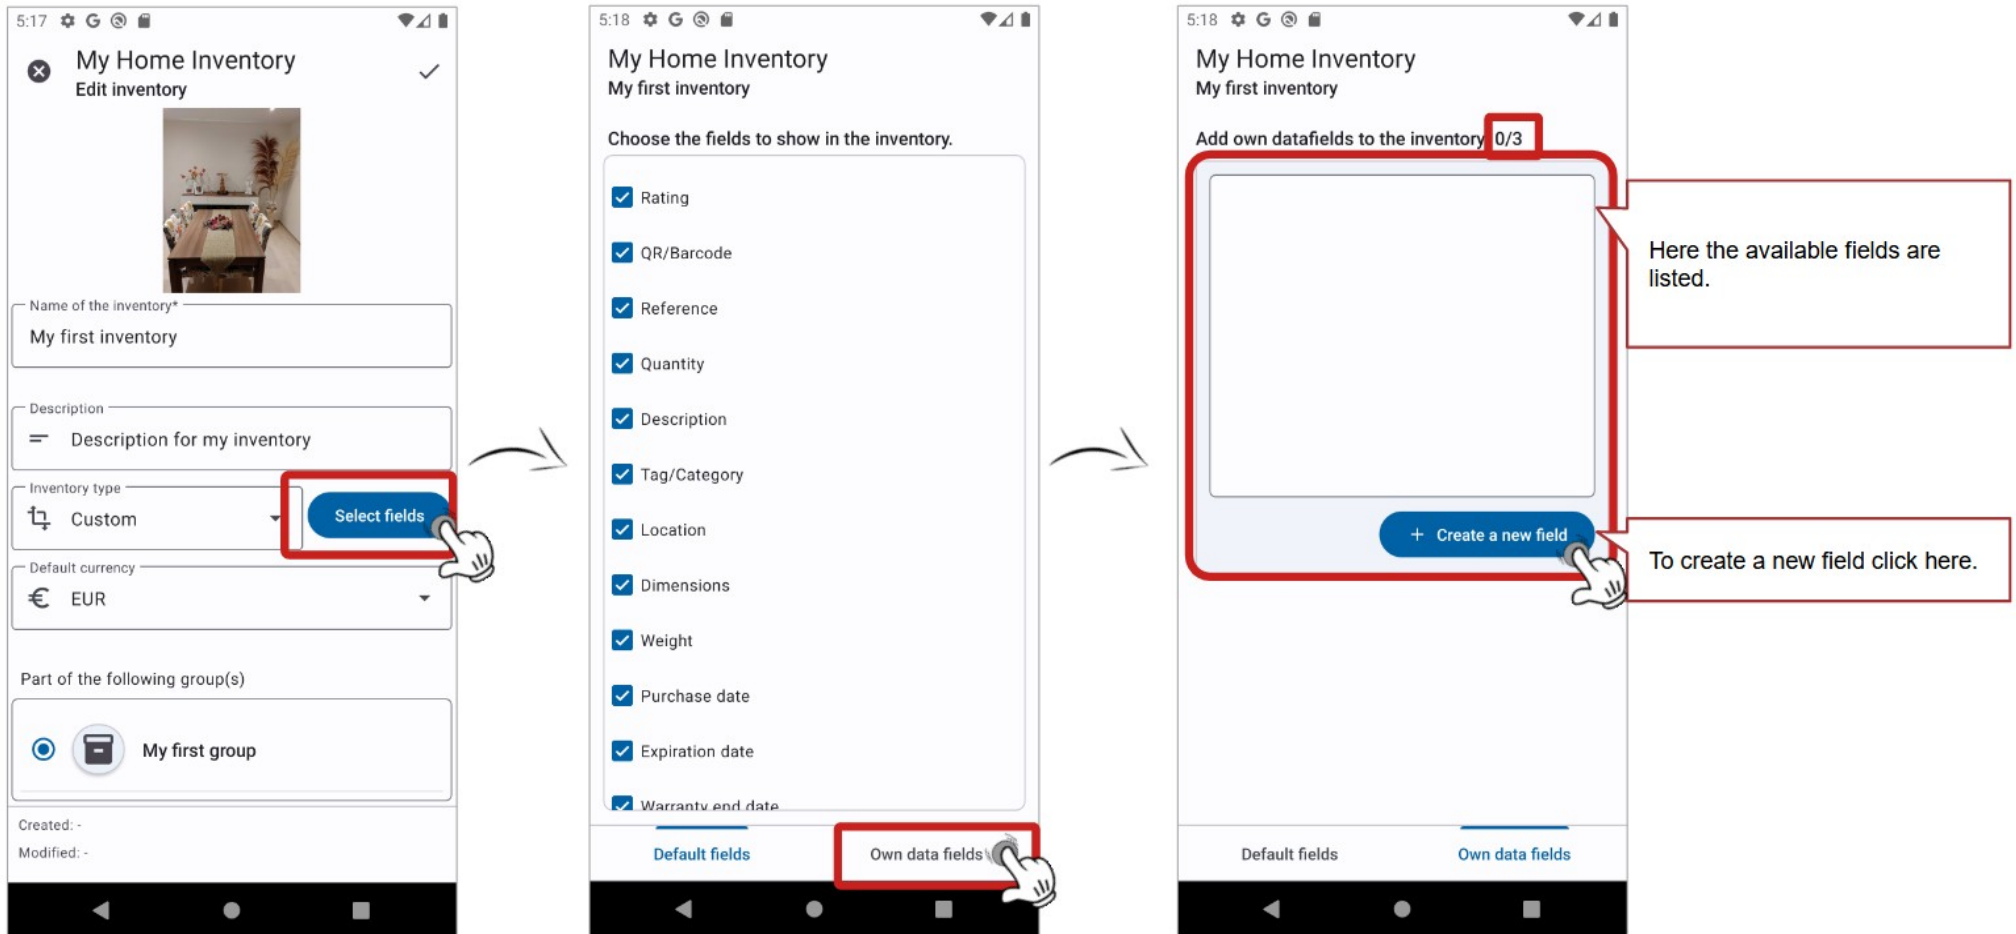 5:17
My Home Inventory
Edit inventory
Name of the inventory*
My first inventory
Description
Description for my inventory
Inventory type
Custom
Select fields
Default currency
€ EUR
Part of the following group(s)
My first group
Created: -
Modified: -
5:18
My Home Inventory
My first inventory
Choose the fields to show in the inventory.
Rating
QR/Barcode
Reference
Quantity
Description
Tag/Category
Location
Dimensions
Weight
Purchase date
Expiration date
Warranty end date
Default fields
Own data fields
5:18
My Home Inventory
My first inventory
Add own datafields to the inventory 0/3
+ Create a new field
Default fields
Own data fields
Here the available fields are
listed.
To create a new field click here.